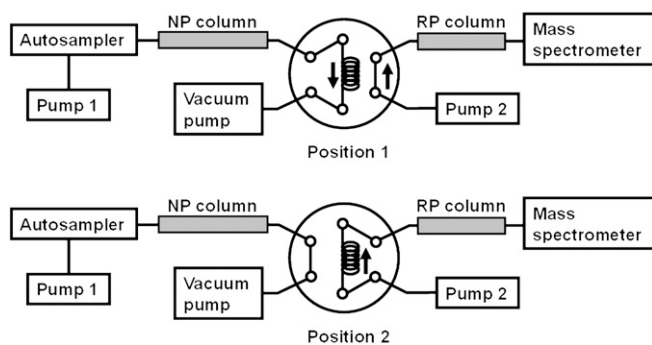 NP column
RP column
Mass
spectrometer
Autosampler
Vacuum
pump
Pump 1
Pump 2
Position 1
NP column
RP column
Mass
spectrometer
Autosampler
Vacuum
pump
Pump 1
Pump 2
Position 2